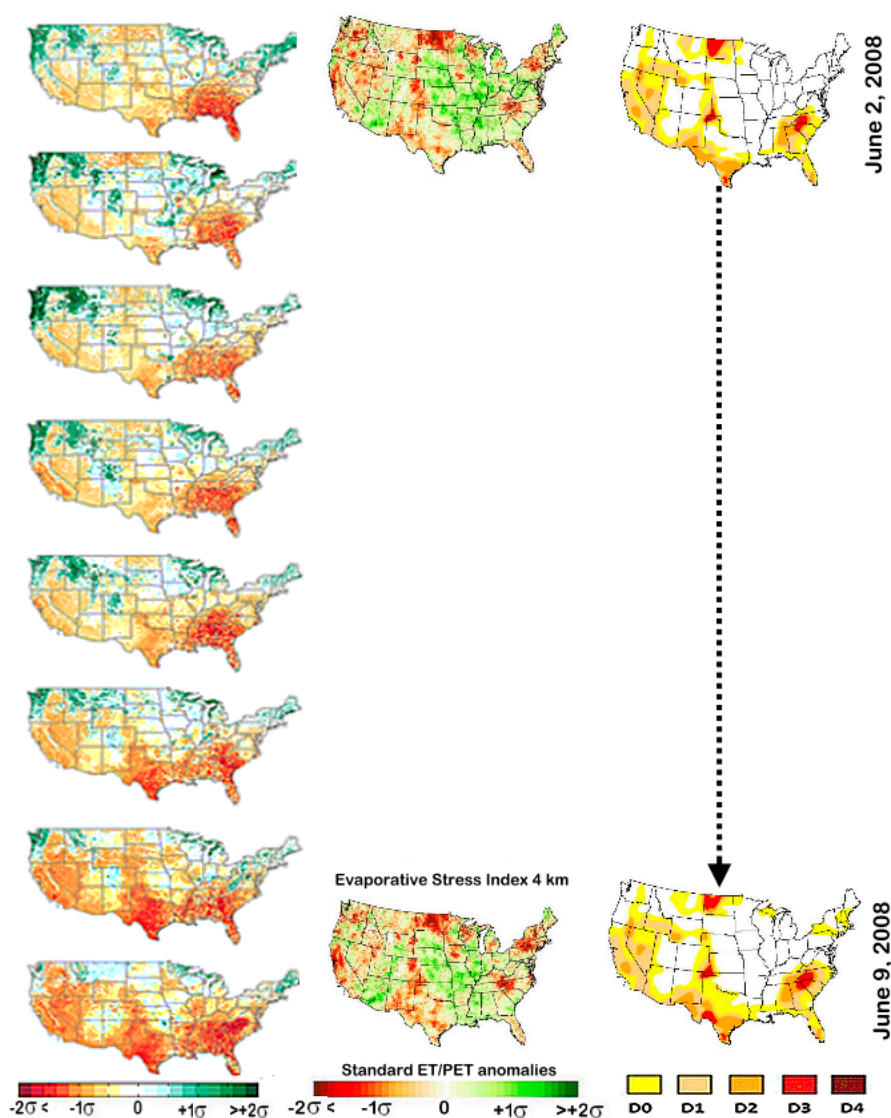 June 2, 2008
Evaporative Stress Index 4 km
June 9, 2008
Standard ET/PET anomalies
-2σ < -1σ 0 +1σ >+2σ
-2σ < -1σ 0 +1σ >+2σ
D0 D1 D2 D3 D4